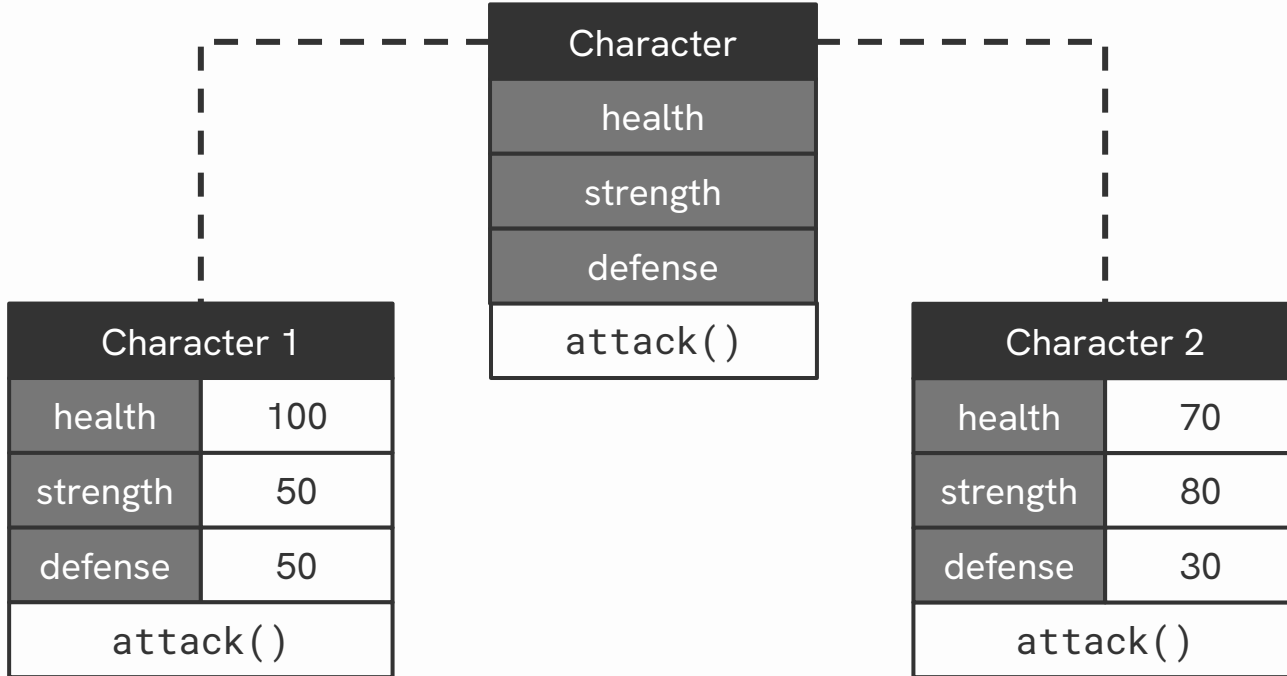 Character
health
strength
defense
attack()
Character 1
health 100
strength 50
defense 50
attack()
Character 2
health 70
strength 80
defense 30
attack()